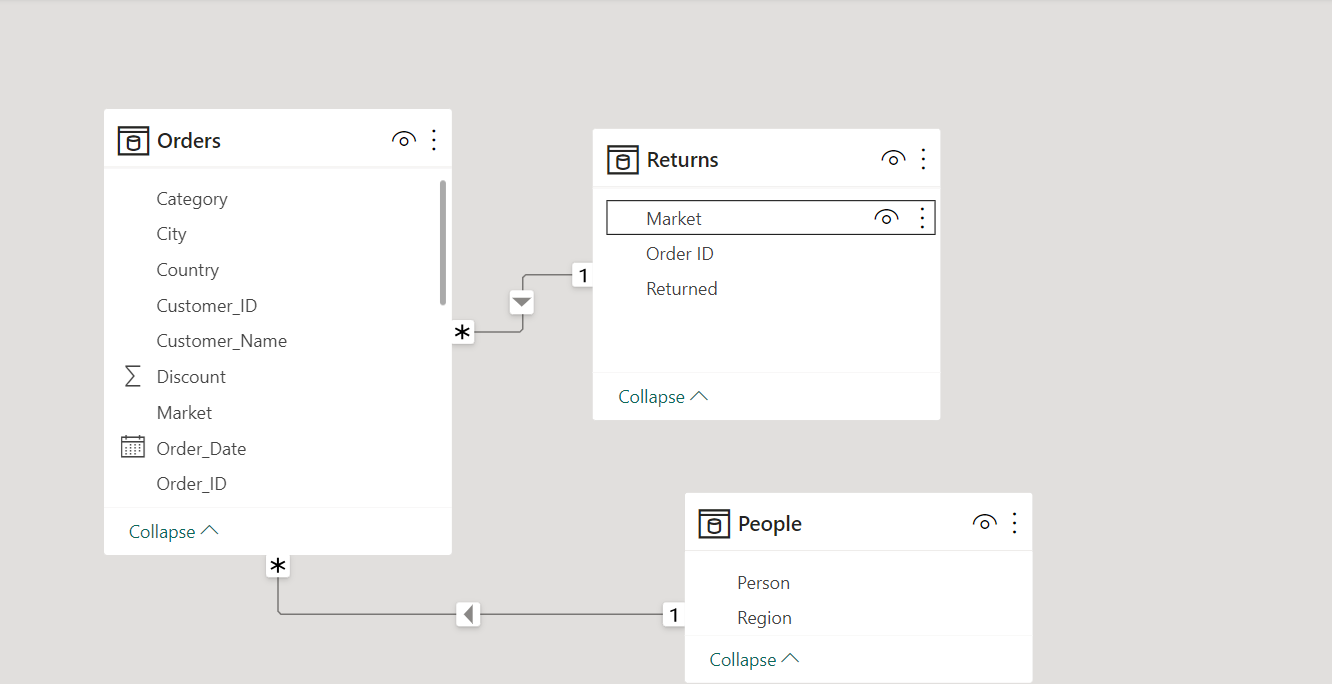 Orders
Category
City
Country
Customer_ID
Customer_Name
Discount
Market
Order_Date
Order_ID
Collapse
*
1
Returns
Market
Order ID
Returned
Collapse
*
1
People
Person
Region
Collapse